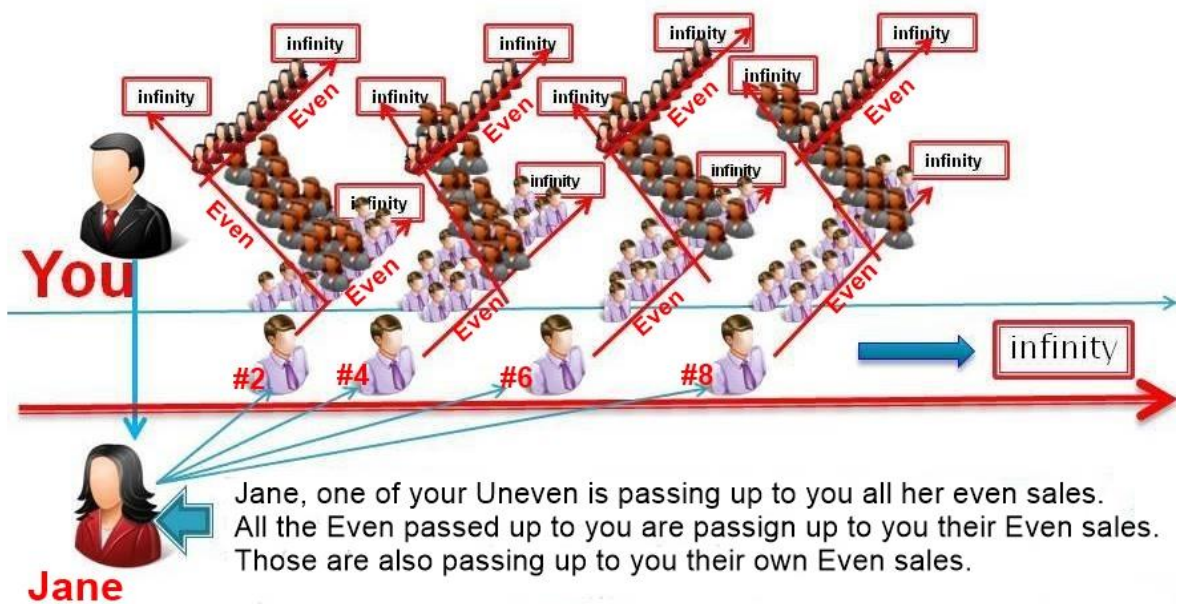 infinity
infinity
infinity
infinity
infinity
infinity
infinity
infinity
Even
Even
Even
Even
infinity
infinity
infinity
infinity
Even
You
Even
Even
Even
Even
infinity
#2
#4
#6
#8
Jane, one of your Uneven is passing up to you all her even sales.
All the Even passed up to you are passign up to you their Even sales.
Those are also passing up to you their own Even sales.
Jane